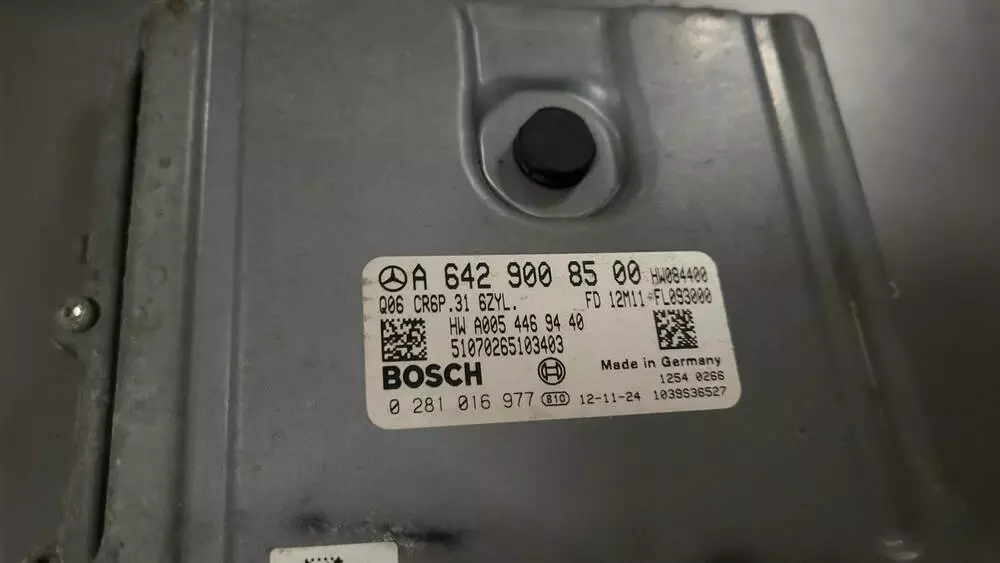 A 642 900 85 00 HW084400
Q06 CR6P.31 6ZYL. FD 12M11*FL093000
HW A005 446 94 40
51070265103403
BOSCH
Made in Germany
1254 0266
0 281 016 977 810 12-11-24 1039S36527